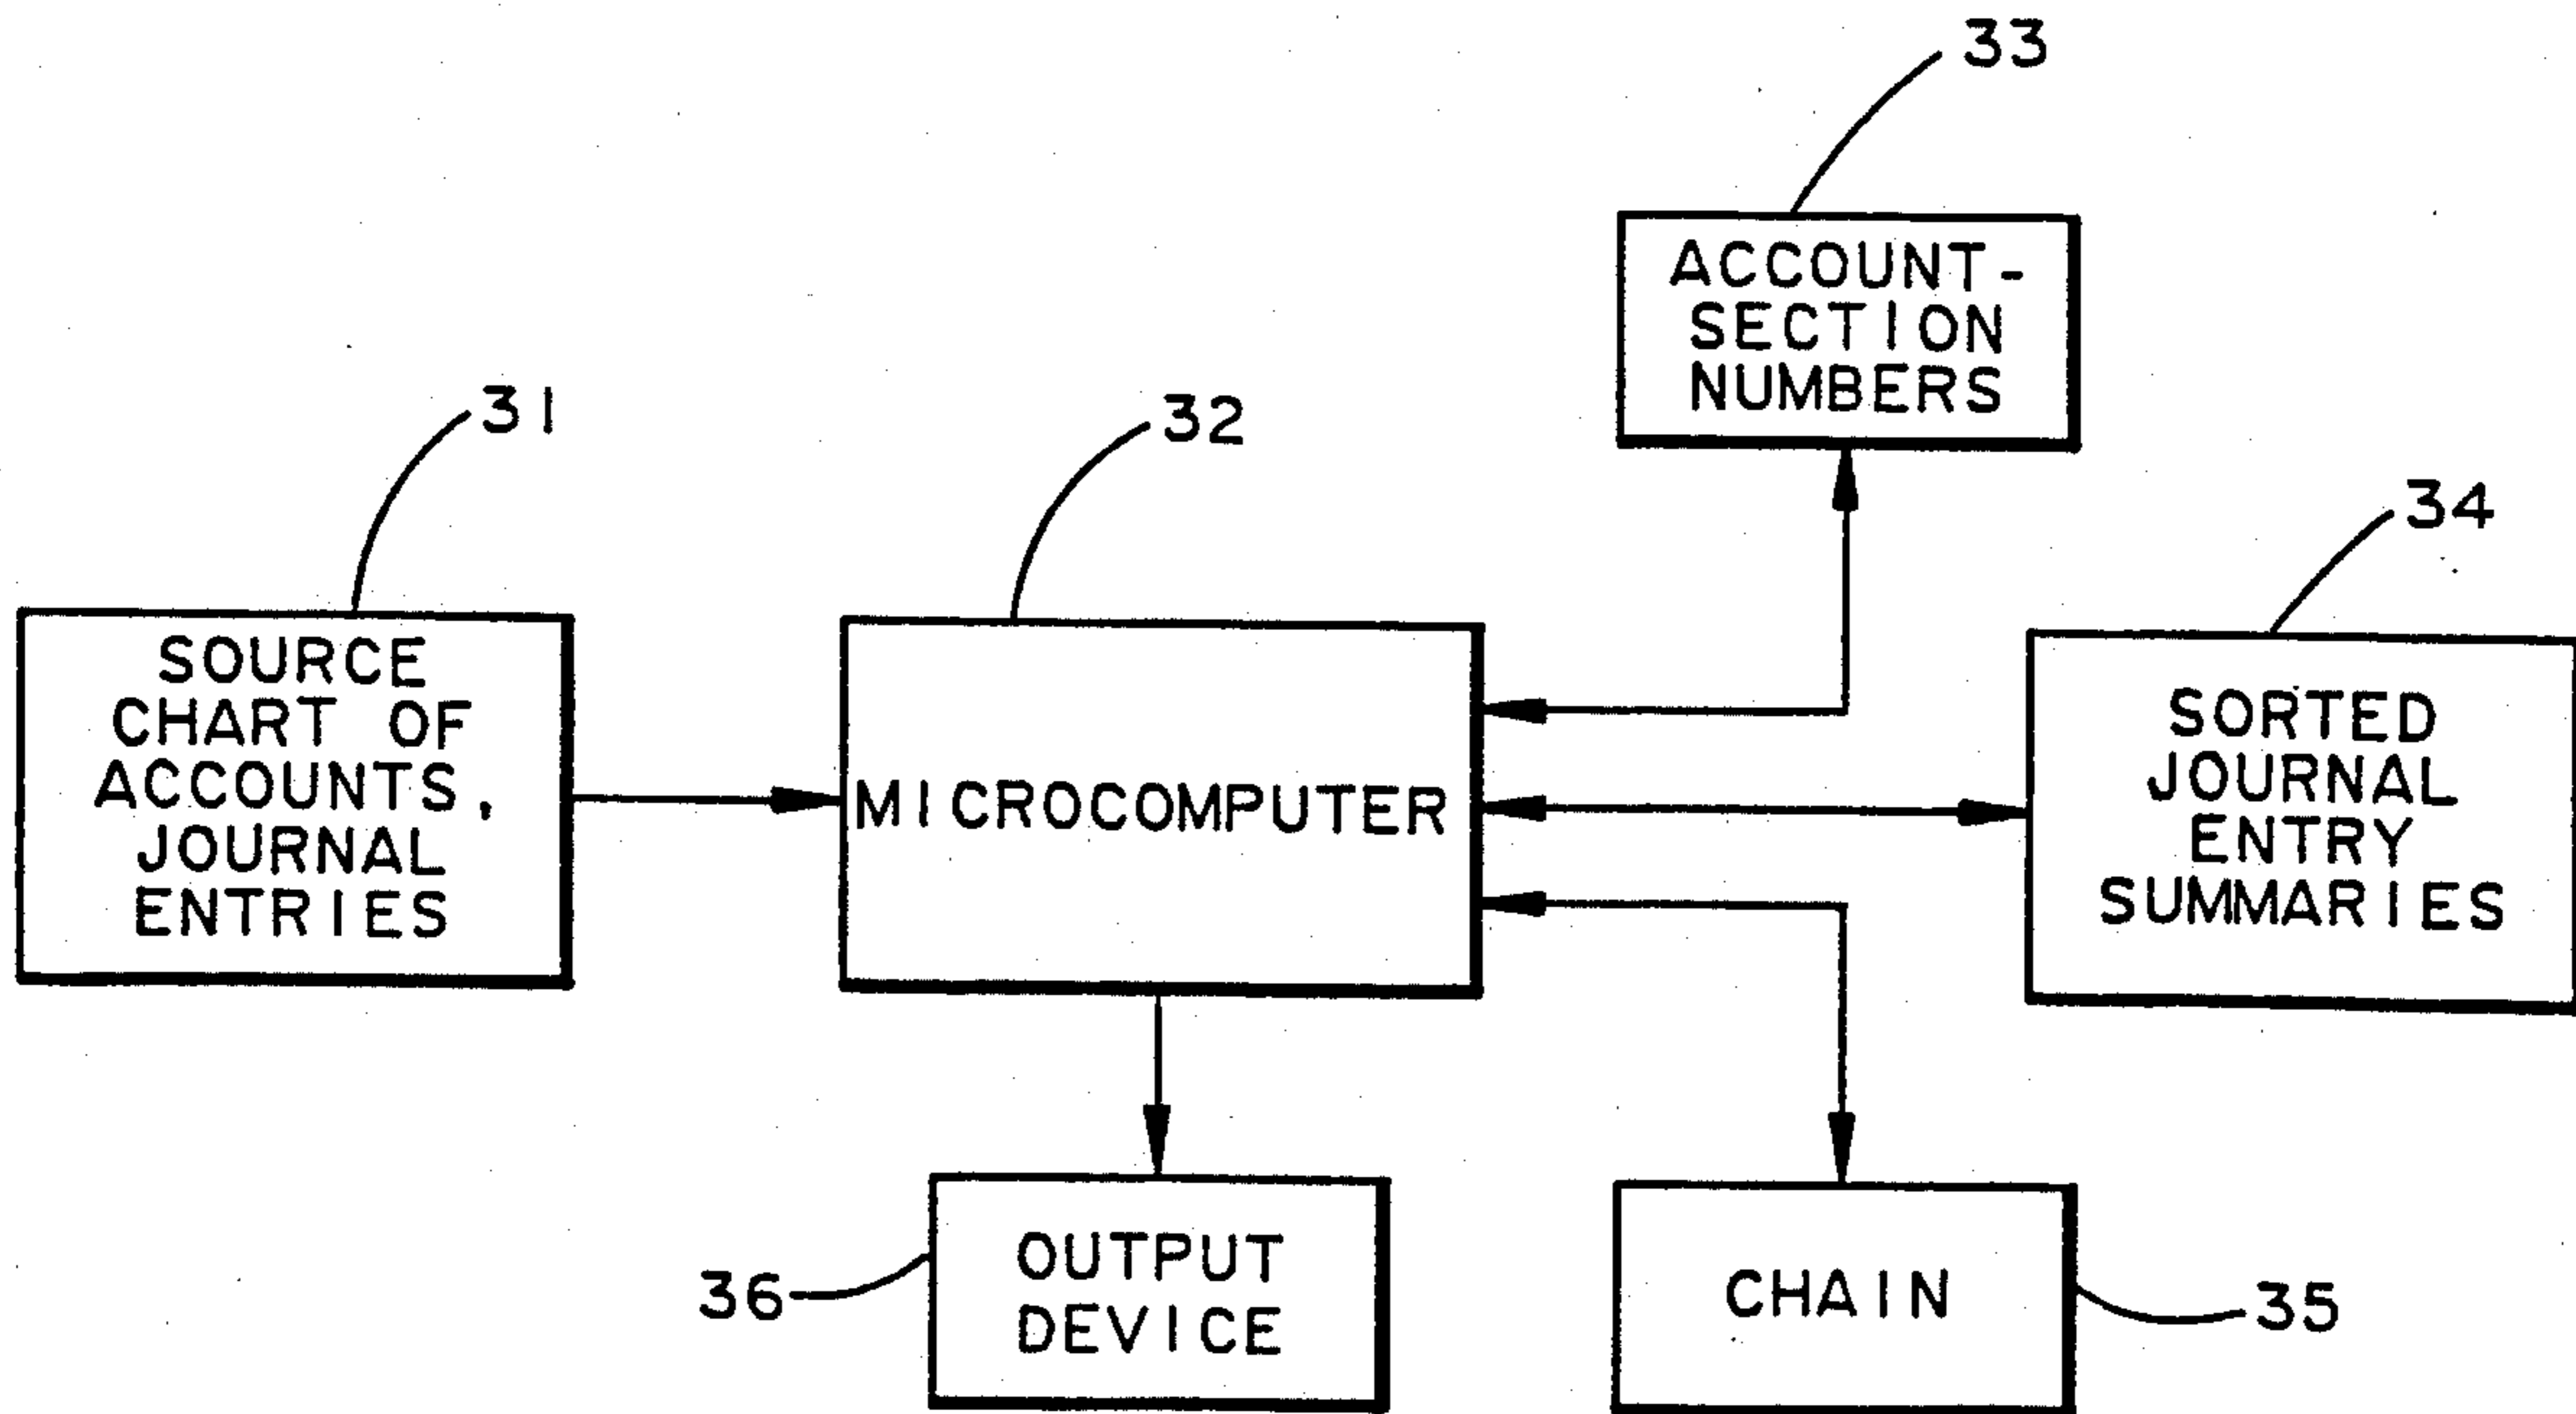 33
ACCOUNT-
SECTION
NUMBERS
31
32
34
SOURCE
CHART OF
ACCOUNTS,
JOURNAL
ENTRIES
MICROCOMPUTER
SORTED
JOURNAL
ENTRY
SUMMARIES
36
OUTPUT
DEVICE
CHAIN
35